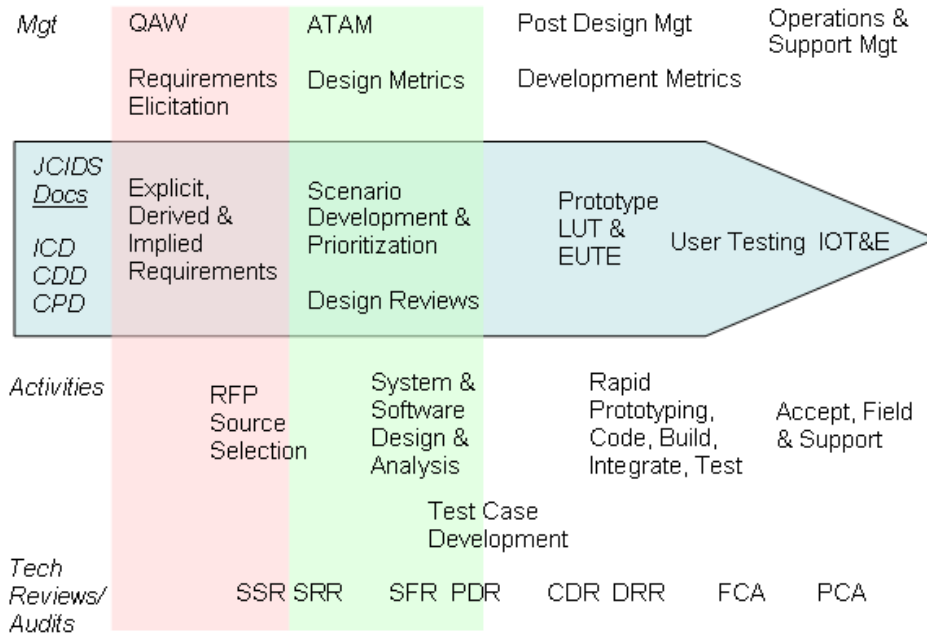 Mgt
QAW
ATAM
Post Design Mgt
Operations &
Support Mgt
Requirements
Elicitation
Design Metrics
Development Metrics
JCIDS
Docs
ICD
CDD
CPD
Explicit,
Derived &
Implied
Requirements
Scenario
Development &
Prioritization
Design Reviews
Prototype
LUT &
EUTE
User Testing
IOT&E
Activities
RFP
Source
Selection
System &
Software
Design &
Analysis
Rapid
Prototyping,
Code, Build,
Integrate, Test
Accept, Field
& Support
Test Case
Development
Tech
Reviews/
Audits
SSR SRR SFR PDR CDR DRR FCA PCA